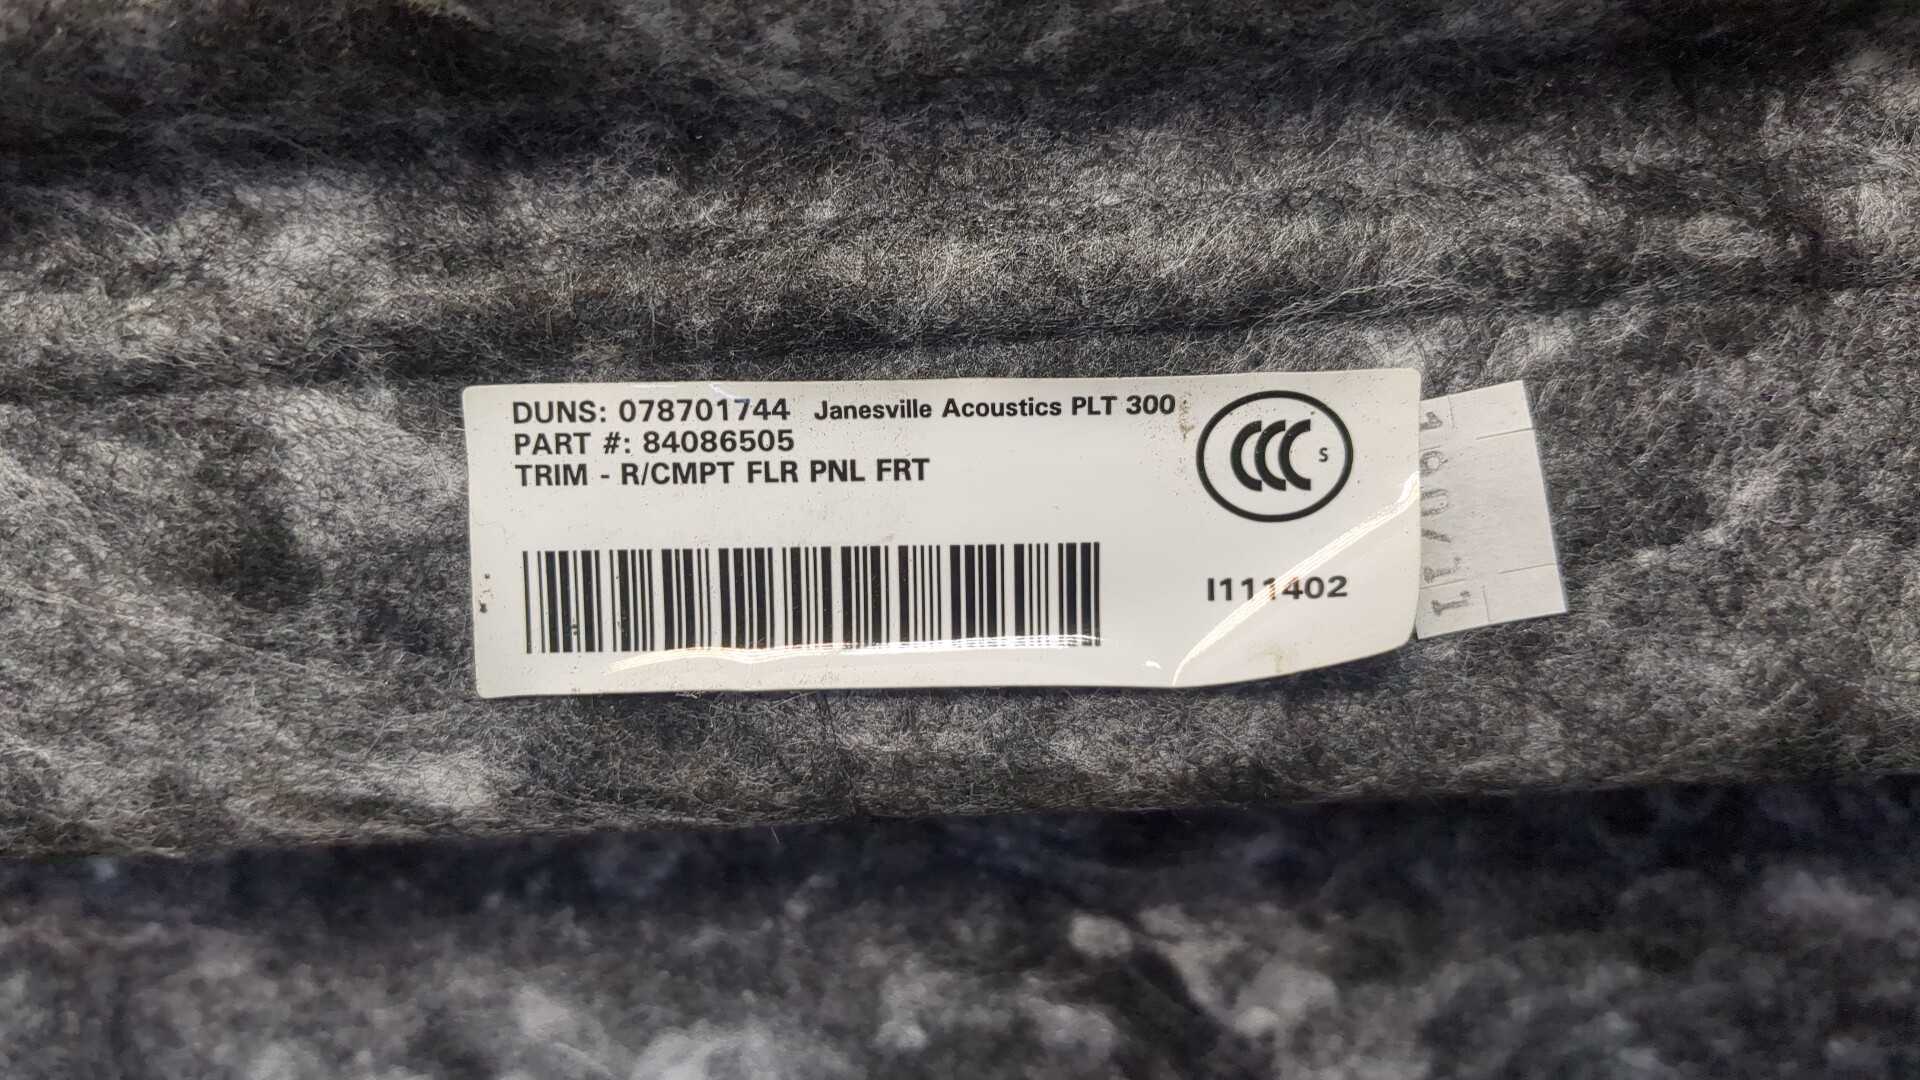 DUNS: 078701744 Janesville Acoustics PLT 300
PART #: 84086505
TRIM - R/CMPT FLR PNL FRT
CCC S
I111402